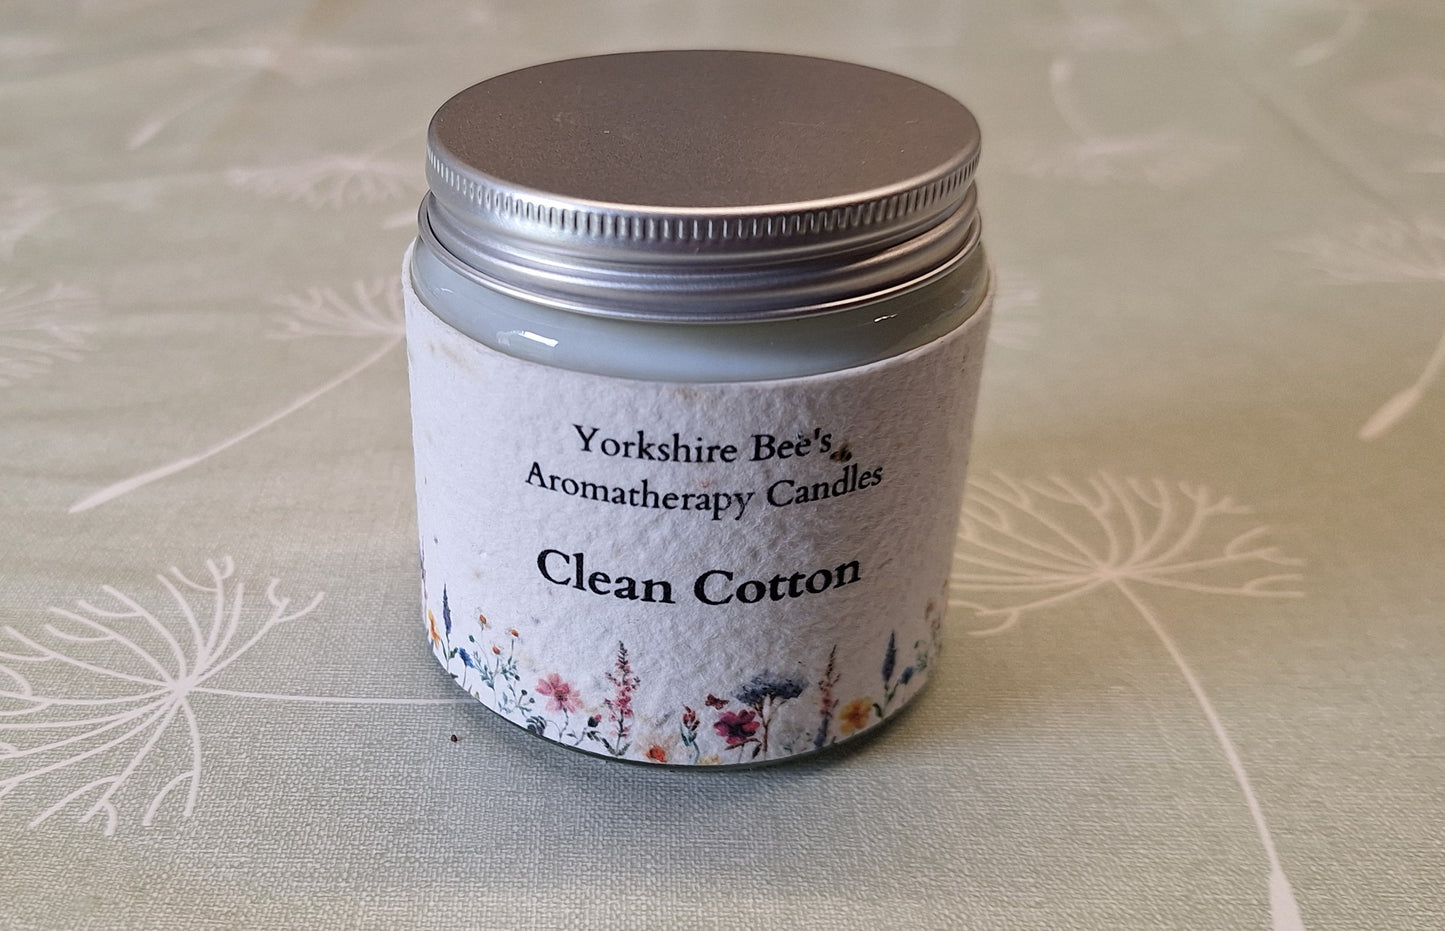 Yorkshire Bee's
Aromatherapy Candles
Clean Cotton